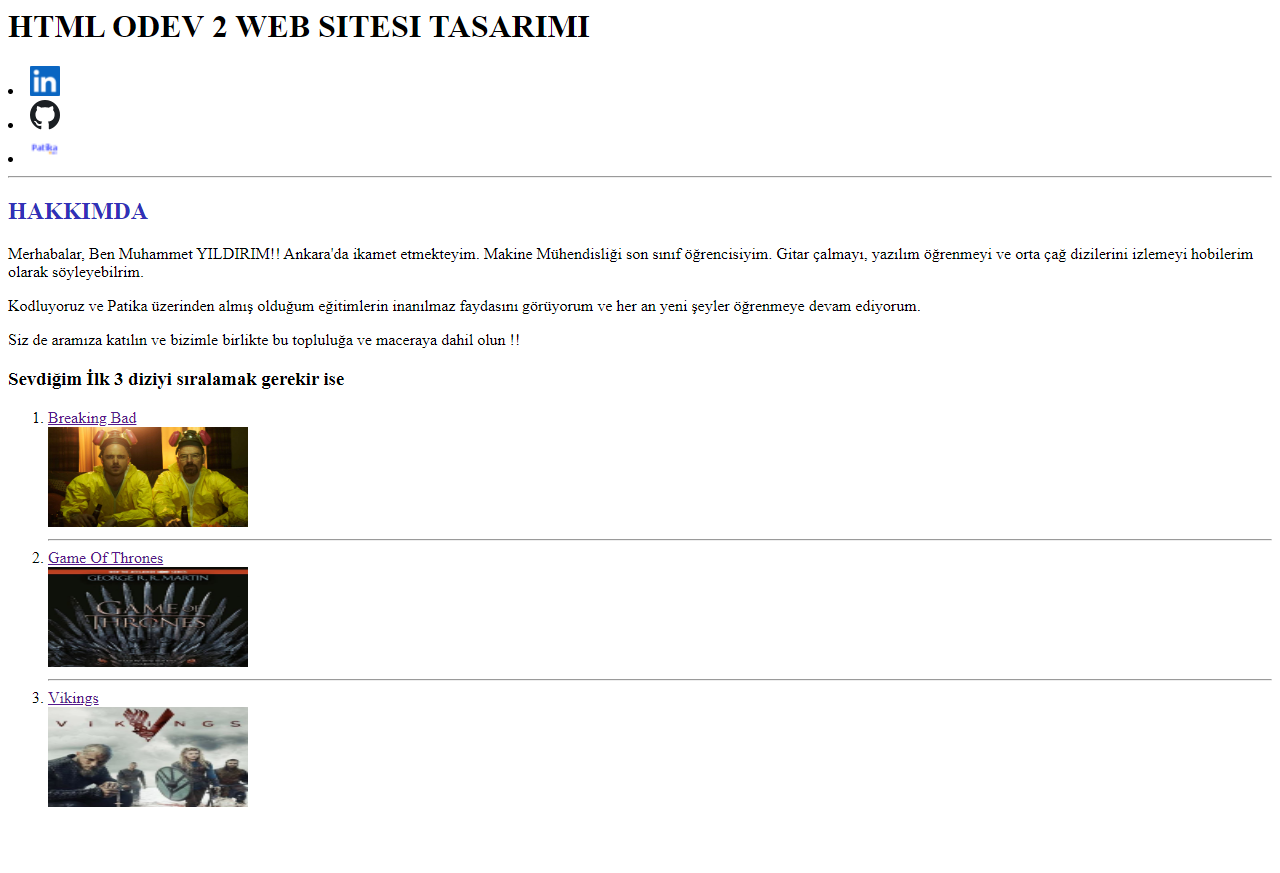 HTML ODEV 2 WEB SITESI TASARIMI
in
Patika
HAKKIMDA
Merhabalar, Ben Muhammet YILDIRIM!! Ankara'da ikamet etmekteyim. Makine Mühendisliği son sınıf öğrencisiyim. Gitar çalmayı, yazılım öğrenmeyi ve orta çağ dizilerini izlemeyi hobilerim
olarak söyleyebilrim.
Kodluyoruz ve Patika üzerinden almış olduğum eğitimlerin inanılmaz faydasını görüyorum ve her an yeni şeyler öğrenmeye devam ediyorum.
Siz de aramıza katılın ve bizimle birlikte bu topluluğa ve maceraya dahil olun !!
Sevdiğim İlk 3 diziyi sıralamak gerekir ise
1. Breaking Bad
2. Game Of Thrones
GEORGE R. R. MARTIN
GAME OF
THRONES
3. Vikings
VIKINGS